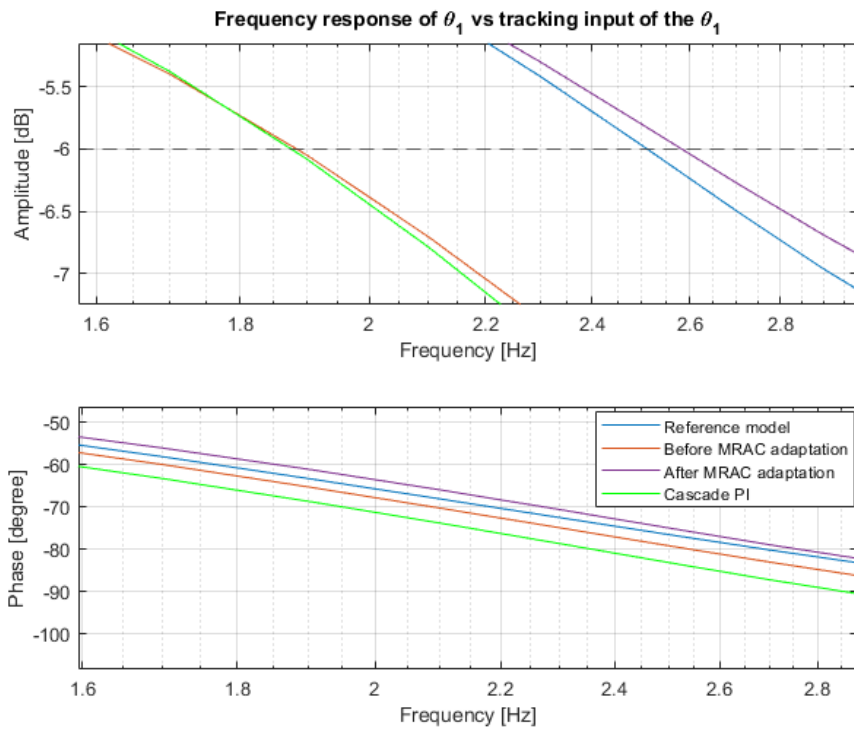 Frequency response of θ₁ vs tracking input of the θ₁
Amplitude [dB]
-5.5
-6
-6.5
-7
1.6
1.8
2
2.2
2.4
2.6
2.8
Frequency [Hz]
Phase [degree]
-50
-60
-70
-80
-90
-100
Reference model
Before MRAC adaptation
After MRAC adaptation
Cascade PI
1.6
1.8
2
2.2
2.4
2.6
2.8
Frequency [Hz]